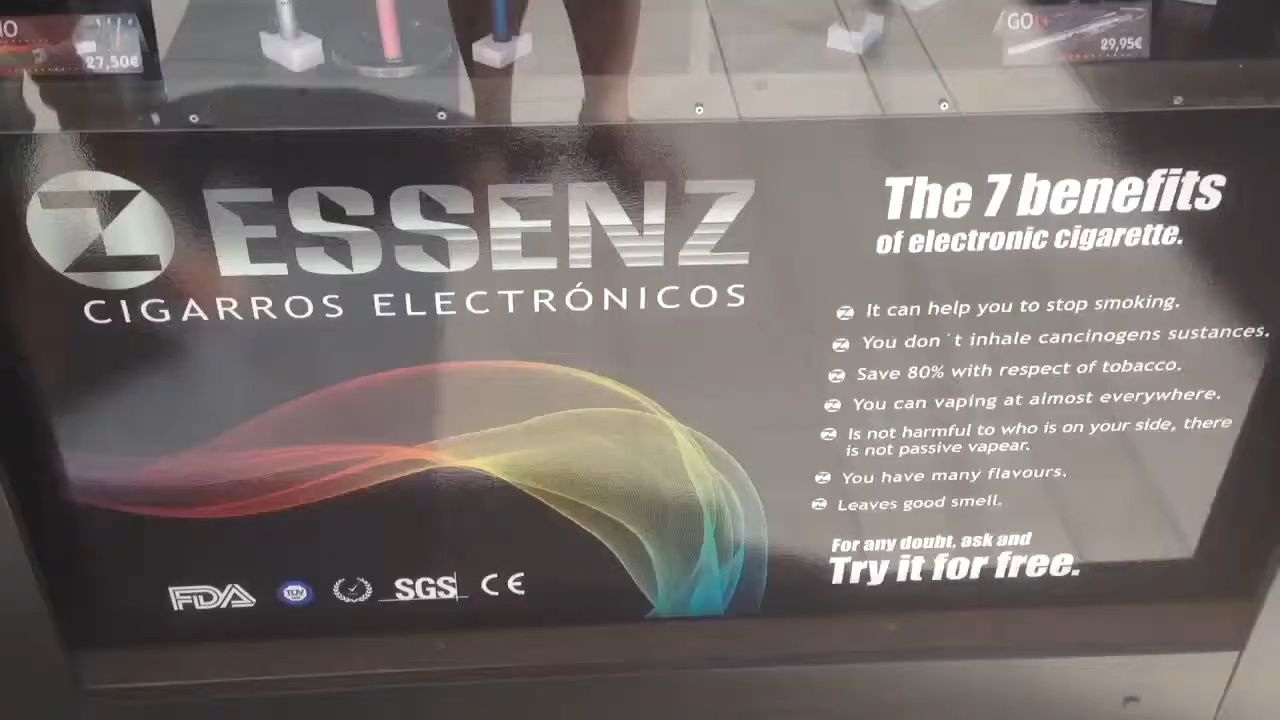 27,50€
GO
29,95€
Z ESSENZ
CIGARROS ELECTRÓNICOS
The 7 benefits
of electronic cigarette.
It can help you to stop smoking.
You don´t inhale cancinogens sustances.
Save 80% with respect of tobacco.
You can vaping at almost everywhere.
Is not harmful to who is on your side, there
is not passive vapear.
You have many flavours.
Leaves good smell.
For any doubt, ask and
Try it for free.
FDA TÜV SGS CE